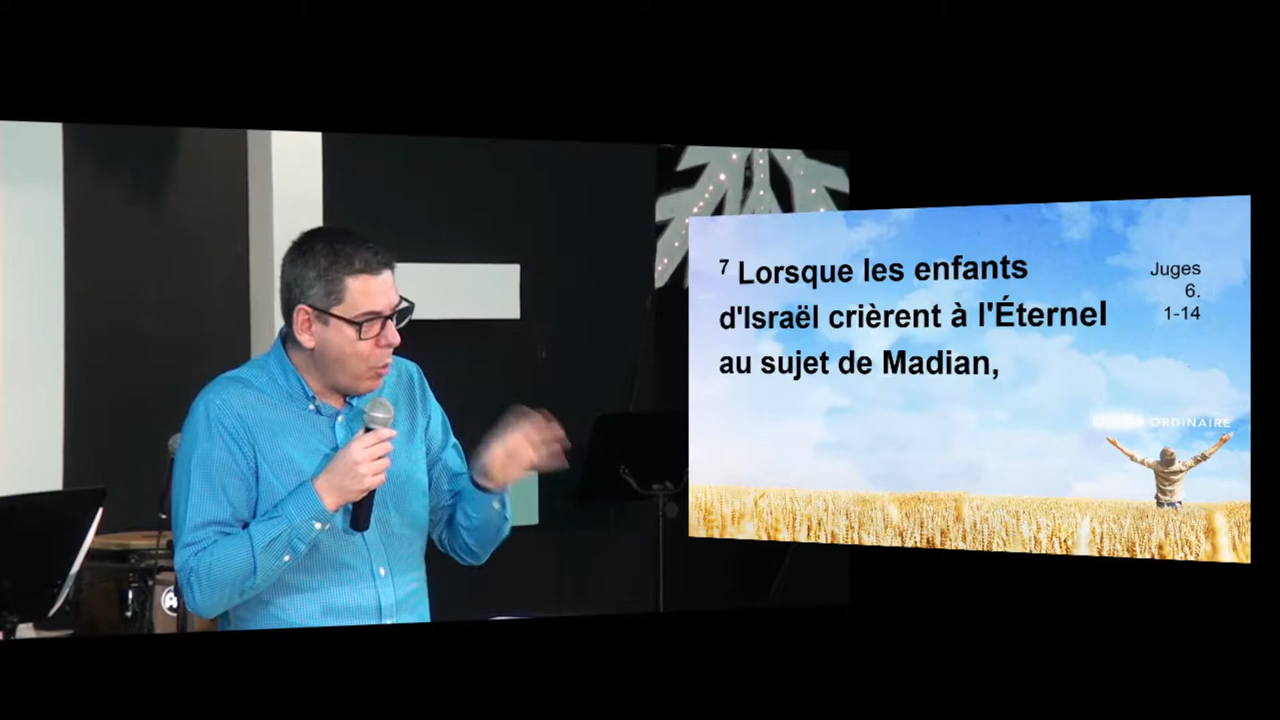 ⁷ Lorsque les enfants
d'Israël crièrent à l'Éternel
au sujet de Madian,
Juges
6.
1-14
ORDINAIRE